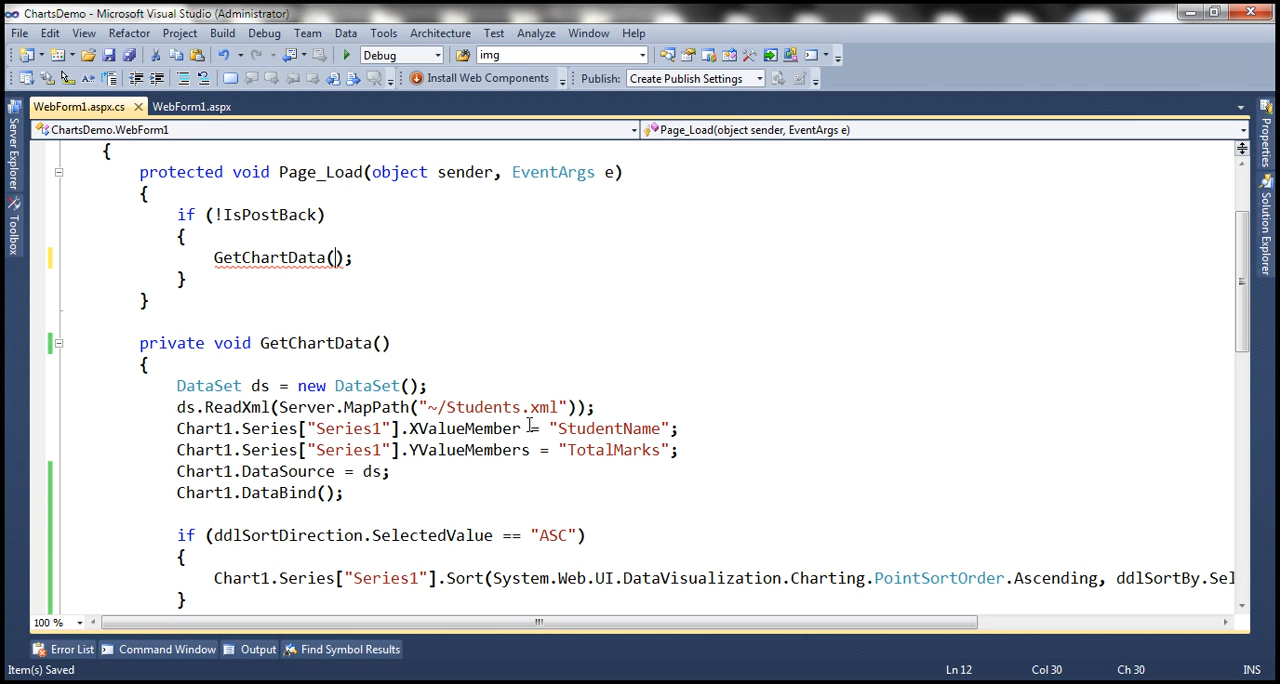 ChartsDemo - Microsoft Visual Studio (Administrator)
File Edit View Refactor Project Build Debug Team Data Tools Architecture Test Analyze Window Help
Debug img
Install Web Components Publish: Create Publish Settings
WebForm1.aspx.cs WebForm1.aspx
ChartsDemo.WebForm1 Page_Load(object sender, EventArgs e)
Server Explorer
Toolbox
Properties
Solution Explorer
{
protected void Page_Load(object sender, EventArgs e)
{
if (!IsPostBack)
{
GetChartData();
}
}
private void GetChartData()
{
DataSet ds = new DataSet();
ds.ReadXml(Server.MapPath("~/Students.xml"));
Chart1.Series["Series1"].XValueMember = "StudentName";
Chart1.Series["Series1"].YValueMembers = "TotalMarks";
Chart1.DataSource = ds;
Chart1.DataBind();
if (ddlSortDirection.SelectedValue == "ASC")
{
Chart1.Series["Series1"].Sort(System.Web.UI.DataVisualization.Charting.PointSortOrder.Ascending, ddlSortBy.Sel
}
100 %
Error List Command Window Output Find Symbol Results
Item(s) Saved Ln 12 Col 30 Ch 30 INS